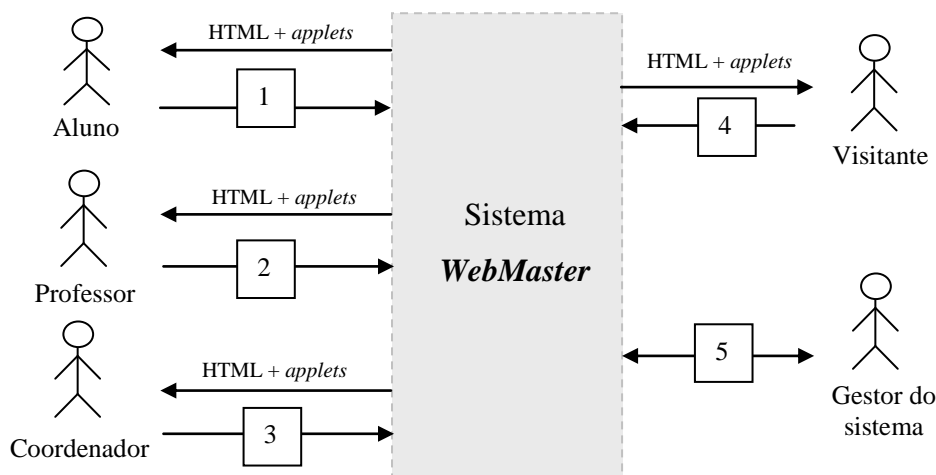 HTML + applets
1
Aluno
HTML + applets
2
Professor
HTML + applets
3
Coordenador
Sistema
WebMaster
HTML + applets
4
Visitante
5
Gestor do
sistema